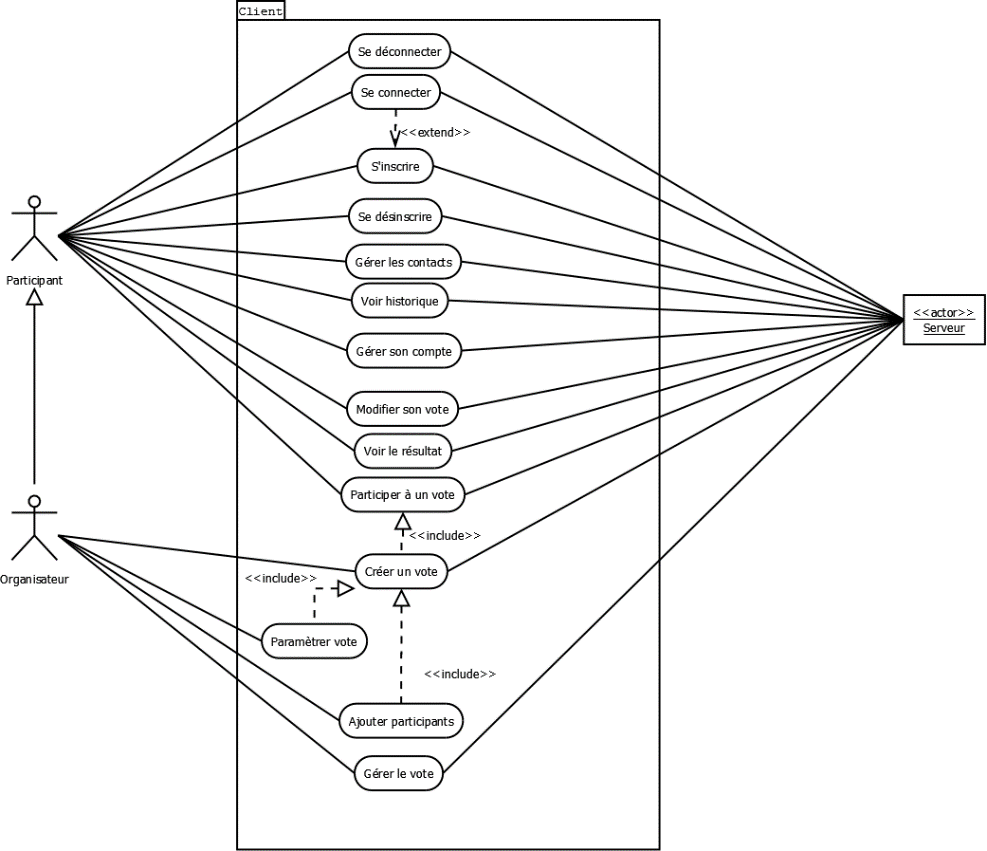 Client
Se déconnecter
Se connecter
<<extend>>
S'inscrire
Se désinscrire
Participant
Gérer les contacts
Voir historique
<<actor>>
Serveur
Gérer son compte
Modifier son vote
Voir le résultat
Participer à un vote
<<include>>
Organisateur
Créer un vote
<<include>>
Paramètrer vote
<<include>>
Ajouter participants
Gérer le vote